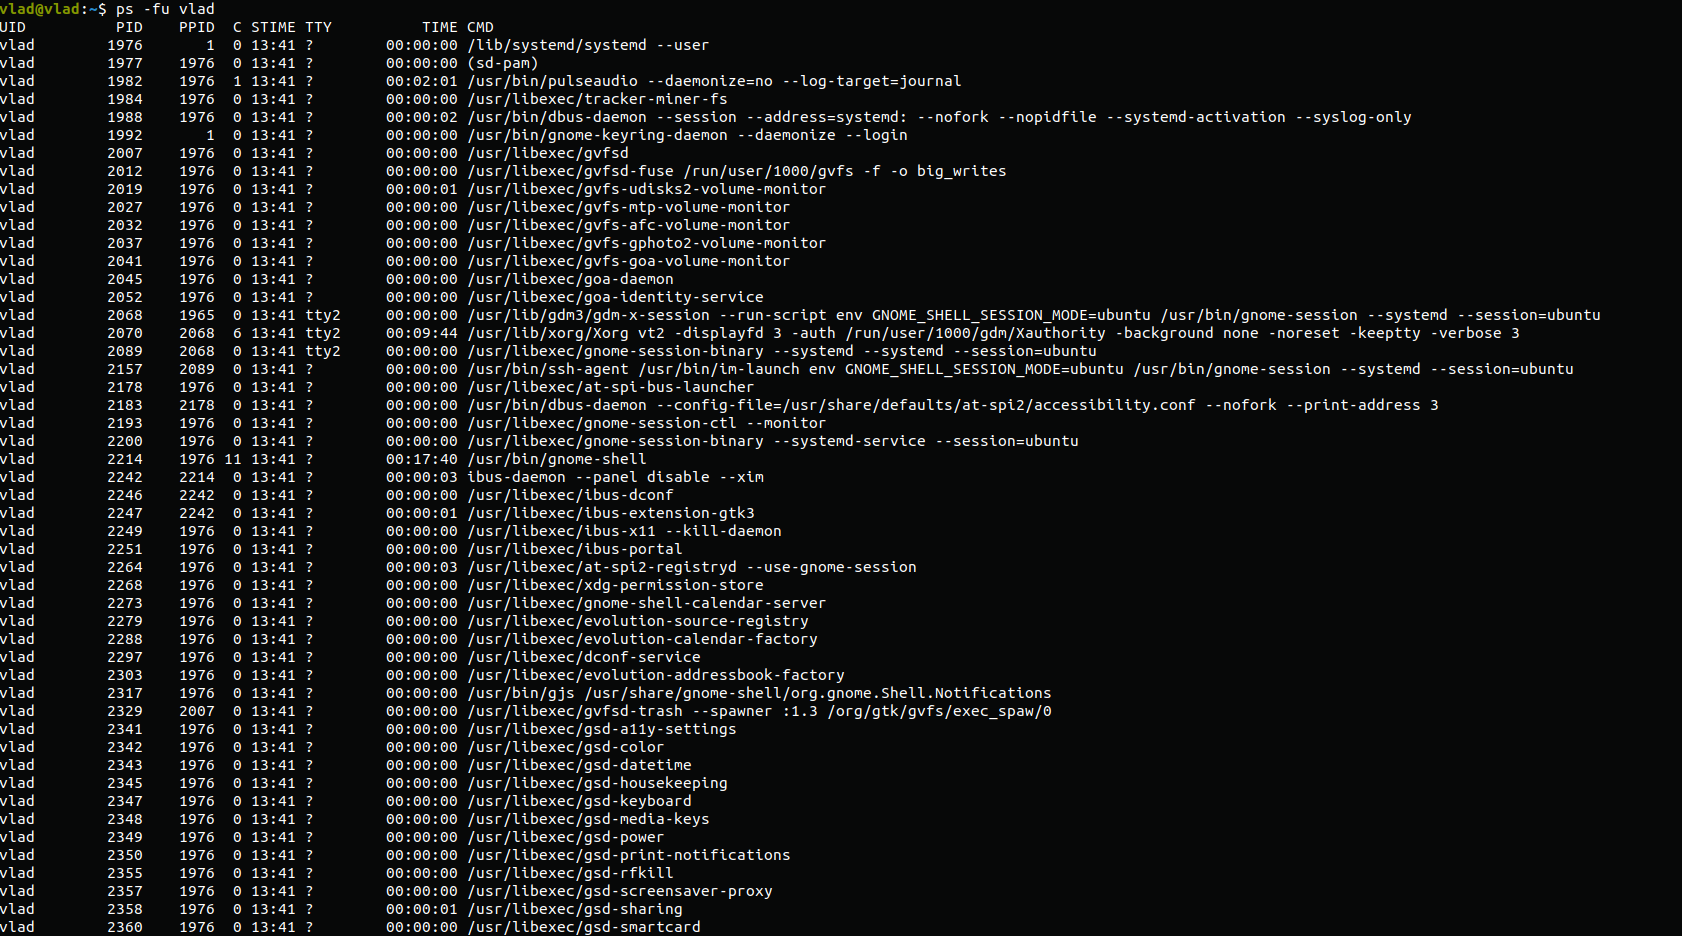 vlad@vlad:~$ ps -fu vlad
UID         PID    PPID  C STIME TTY          TIME CMD
vlad       1976       1  0 13:41 ?        00:00:00 /lib/systemd/systemd --user
vlad       1977    1976  0 13:41 ?        00:00:00 (sd-pam)
vlad       1982    1976  1 13:41 ?        00:02:01 /usr/bin/pulseaudio --daemonize=no --log-target=journal
vlad       1984    1976  0 13:41 ?        00:00:00 /usr/libexec/tracker-miner-fs
vlad       1988    1976  0 13:41 ?        00:00:02 /usr/bin/dbus-daemon --session --address=systemd: --nofork --nopidfile --systemd-activation --syslog-only
vlad       1992       1  0 13:41 ?        00:00:00 /usr/bin/gnome-keyring-daemon --daemonize --login
vlad       2007    1976  0 13:41 ?        00:00:00 /usr/libexec/gvfsd
vlad       2012    1976  0 13:41 ?        00:00:00 /usr/libexec/gvfsd-fuse /run/user/1000/gvfs -f -o big_writes
vlad       2019    1976  0 13:41 ?        00:00:01 /usr/libexec/gvfs-udisks2-volume-monitor
vlad       2027    1976  0 13:41 ?        00:00:00 /usr/libexec/gvfs-mtp-volume-monitor
vlad       2032    1976  0 13:41 ?        00:00:00 /usr/libexec/gvfs-afc-volume-monitor
vlad       2037    1976  0 13:41 ?        00:00:00 /usr/libexec/gvfs-gphoto2-volume-monitor
vlad       2041    1976  0 13:41 ?        00:00:00 /usr/libexec/gvfs-goa-volume-monitor
vlad       2045    1976  0 13:41 ?        00:00:00 /usr/libexec/goa-daemon
vlad       2052    1976  0 13:41 ?        00:00:00 /usr/libexec/goa-identity-service
vlad       2068    1965  0 13:41 tty2     00:00:00 /usr/lib/gdm3/gdm-x-session --run-script env GNOME_SHELL_SESSION_MODE=ubuntu /usr/bin/gnome-session --systemd --session=ubuntu
vlad       2070    2068  6 13:41 tty2     00:09:44 /usr/lib/xorg/Xorg vt2 -displayfd 3 -auth /run/user/1000/gdm/Xauthority -background none -noreset -keeptty -verbose 3
vlad       2089    2068  0 13:41 tty2     00:00:00 /usr/libexec/gnome-session-binary --systemd --systemd --session=ubuntu
vlad       2157    2089  0 13:41 ?        00:00:00 /usr/bin/ssh-agent /usr/bin/im-launch env GNOME_SHELL_SESSION_MODE=ubuntu /usr/bin/gnome-session --systemd --session=ubuntu
vlad       2178    1976  0 13:41 ?        00:00:00 /usr/libexec/at-spi-bus-launcher
vlad       2183    2178  0 13:41 ?        00:00:00 /usr/bin/dbus-daemon --config-file=/usr/share/defaults/at-spi2/accessibility.conf --nofork --print-address 3
vlad       2193    1976  0 13:41 ?        00:00:00 /usr/libexec/gnome-session-ctl --monitor
vlad       2200    1976  0 13:41 ?        00:00:00 /usr/libexec/gnome-session-binary --systemd-service --session=ubuntu
vlad       2214    1976 11 13:41 ?        00:17:40 /usr/bin/gnome-shell
vlad       2242    2214  0 13:41 ?        00:00:03 ibus-daemon --panel disable --xim
vlad       2246    2242  0 13:41 ?        00:00:00 /usr/libexec/ibus-dconf
vlad       2247    2242  0 13:41 ?        00:00:01 /usr/libexec/ibus-extension-gtk3
vlad       2249    1976  0 13:41 ?        00:00:00 /usr/libexec/ibus-x11 --kill-daemon
vlad       2251    1976  0 13:41 ?        00:00:00 /usr/libexec/ibus-portal
vlad       2264    1976  0 13:41 ?        00:00:03 /usr/libexec/at-spi2-registryd --use-gnome-session
vlad       2268    1976  0 13:41 ?        00:00:00 /usr/libexec/xdg-permission-store
vlad       2273    1976  0 13:41 ?        00:00:00 /usr/libexec/gnome-shell-calendar-server
vlad       2279    1976  0 13:41 ?        00:00:00 /usr/libexec/evolution-source-registry
vlad       2288    1976  0 13:41 ?        00:00:00 /usr/libexec/evolution-calendar-factory
vlad       2297    1976  0 13:41 ?        00:00:00 /usr/libexec/dconf-service
vlad       2303    1976  0 13:41 ?        00:00:00 /usr/libexec/evolution-addressbook-factory
vlad       2317    1976  0 13:41 ?        00:00:00 /usr/bin/gjs /usr/share/gnome-shell/org.gnome.Shell.Notifications
vlad       2329    2007  0 13:41 ?        00:00:00 /usr/libexec/gvfsd-trash --spawner :1.3 /org/gtk/gvfs/exec_spaw/0
vlad       2341    1976  0 13:41 ?        00:00:00 /usr/libexec/gsd-a11y-settings
vlad       2342    1976  0 13:41 ?        00:00:00 /usr/libexec/gsd-color
vlad       2343    1976  0 13:41 ?        00:00:00 /usr/libexec/gsd-datetime
vlad       2345    1976  0 13:41 ?        00:00:00 /usr/libexec/gsd-housekeeping
vlad       2347    1976  0 13:41 ?        00:00:00 /usr/libexec/gsd-keyboard
vlad       2348    1976  0 13:41 ?        00:00:00 /usr/libexec/gsd-media-keys
vlad       2349    1976  0 13:41 ?        00:00:00 /usr/libexec/gsd-power
vlad       2350    1976  0 13:41 ?        00:00:00 /usr/libexec/gsd-print-notifications
vlad       2355    1976  0 13:41 ?        00:00:00 /usr/libexec/gsd-rfkill
vlad       2357    1976  0 13:41 ?        00:00:00 /usr/libexec/gsd-screensaver-proxy
vlad       2358    1976  0 13:41 ?        00:00:01 /usr/libexec/gsd-sharing
vlad       2360    1976  0 13:41 ?        00:00:00 /usr/libexec/gsd-smartcard